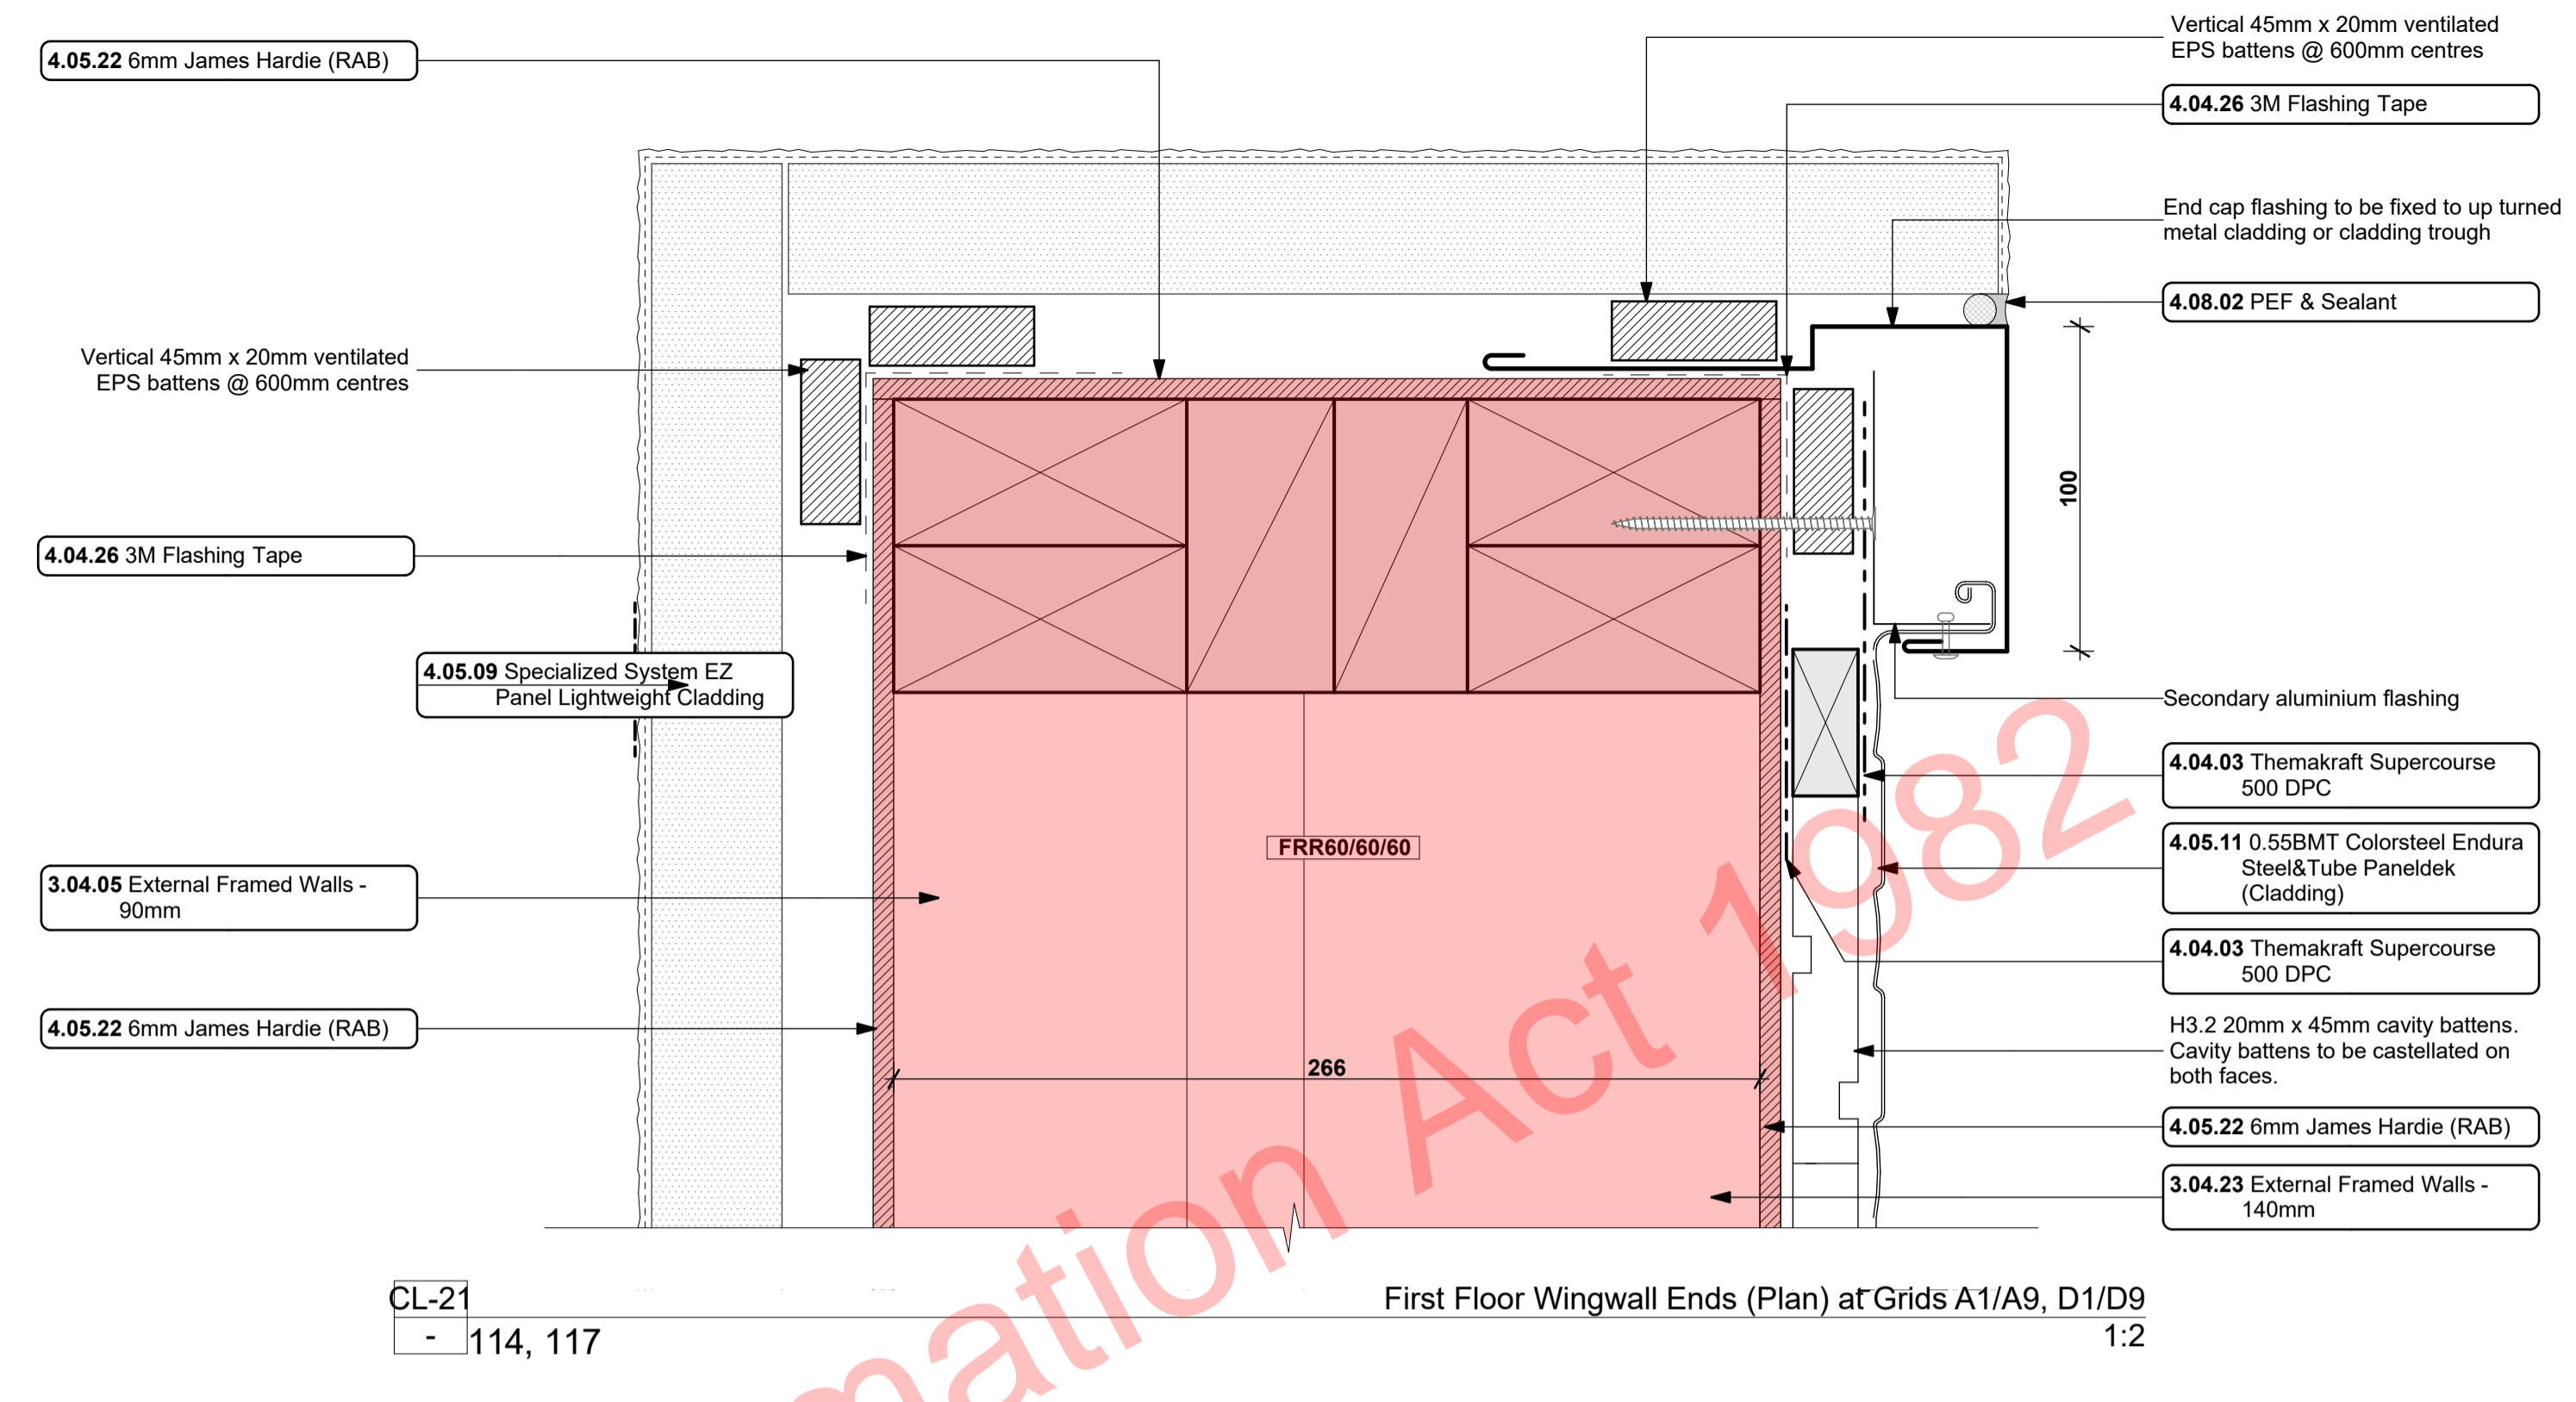 4.05.22 6mm James Hardie (RAB)
Vertical 45mm x 20mm ventilated
EPS battens @ 600mm centres
4.04.26 3M Flashing Tape
4.05.09 Specialized System EZ
Panel Lightweight Cladding
3.04.05 External Framed Walls -
90mm
4.05.22 6mm James Hardie (RAB)
Vertical 45mm x 20mm ventilated
EPS battens @ 600mm centres
4.04.26 3M Flashing Tape
End cap flashing to be fixed to up turned
metal cladding or cladding trough
4.08.02 PEF & Sealant
100
Secondary aluminium flashing
4.04.03 Themakraft Supercourse
500 DPC
4.05.11 0.55BMT Colorsteel Endura
Steel&Tube Paneldek
(Cladding)
4.04.03 Themakraft Supercourse
500 DPC
H3.2 20mm x 45mm cavity battens.
Cavity battens to be castellated on
both faces.
4.05.22 6mm James Hardie (RAB)
3.04.23 External Framed Walls -
140mm
FRR60/60/60
266
mation Act 1982
CL-21
-
114, 117
First Floor Wingwall Ends (Plan) at Grids A1/A9, D1/D9
1:2